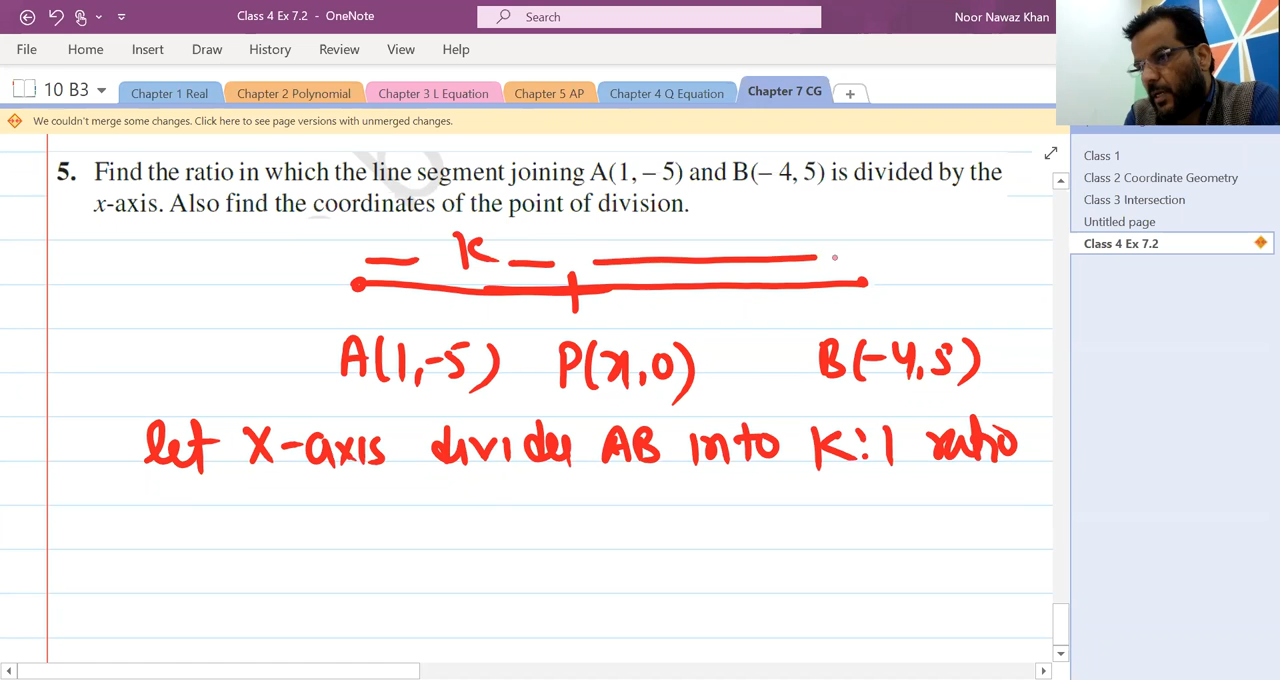 Class 4 Ex 7.2 - OneNote
Search
Noor Nawaz Khan
File Home Insert Draw History Review View Help
10 B3
Chapter 1 Real Chapter 2 Polynomial Chapter 3 L Equation Chapter 5 AP Chapter 4 Q Equation Chapter 7 CG
We couldn't merge some changes. Click here to see page versions with unmerged changes.
Class 1
Class 2 Coordinate Geometry
Class 3 Intersection
Untitled page
Class 4 Ex 7.2
5. Find the ratio in which the line segment joining A(1, – 5) and B(– 4, 5) is divided by the
x-axis. Also find the coordinates of the point of division.
K
A(1,-5) P(x,0) B(-4,5)
let X-axis divides AB into K:1 ratio